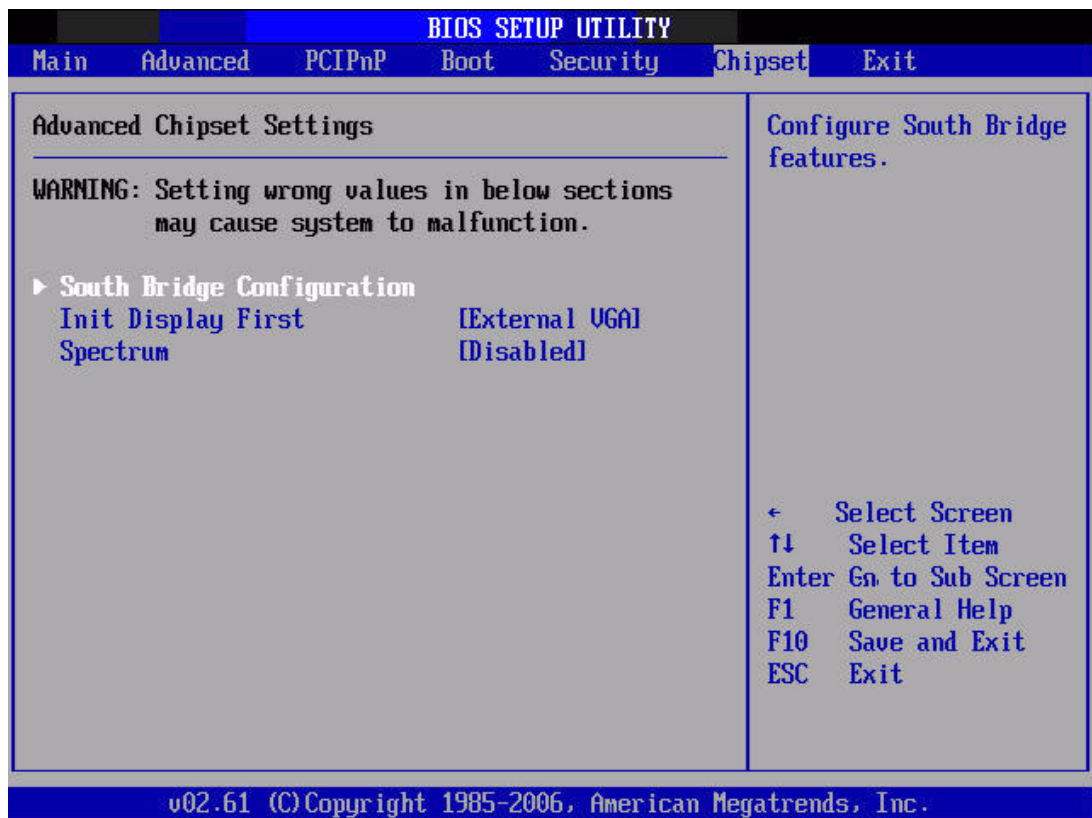 BIOS SETUP UTILITY
Main Advanced PCIPnP Boot Security Chipset Exit
Advanced Chipset Settings
WARNING: Setting wrong values in below sections
may cause system to malfunction.
▶ South Bridge Configuration
Init Display First [External VGA]
Spectrum [Disabled]
Configure South Bridge
features.
← Select Screen
↑↓ Select Item
Enter Go to Sub Screen
F1 General Help
F10 Save and Exit
ESC Exit
v02.61 (C)Copyright 1985-2006, American Megatrends, Inc.